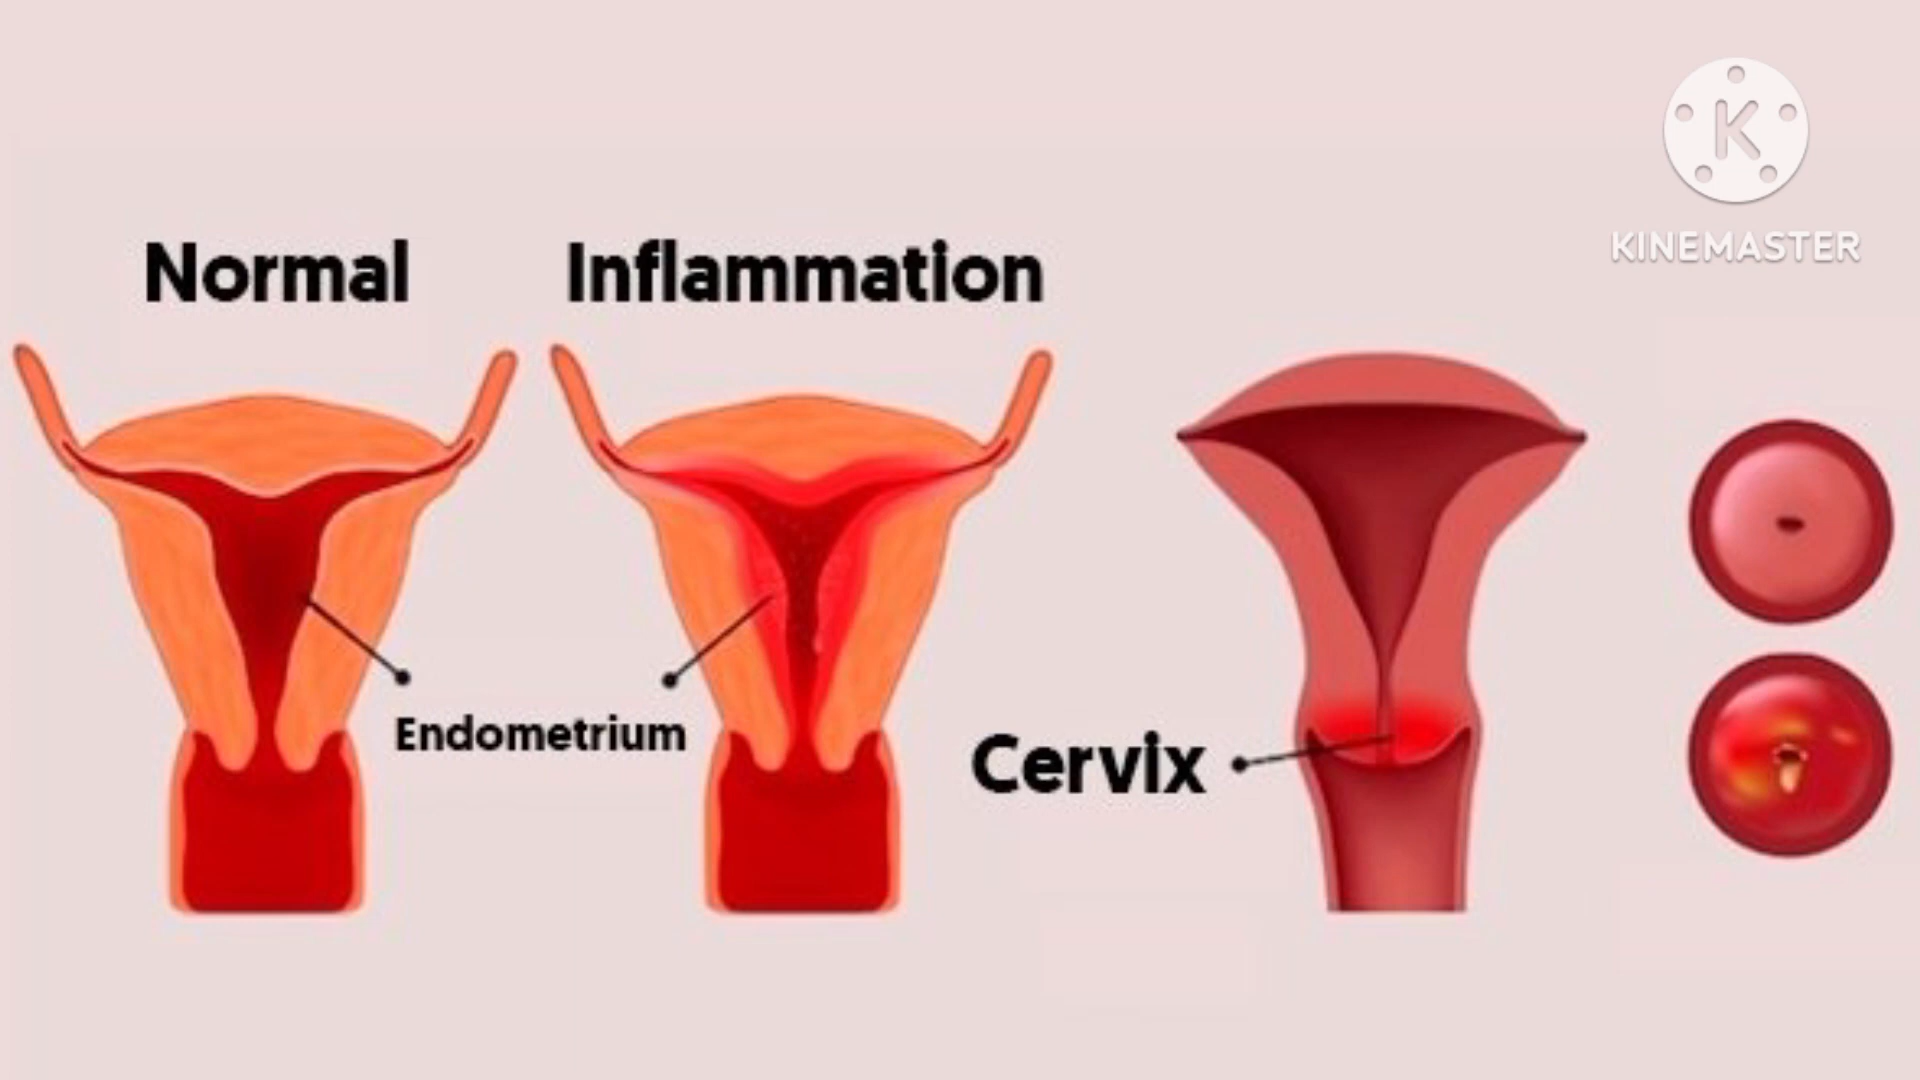 K
KINEMASTER
Normal
Inflammation
Endometrium
Cervix